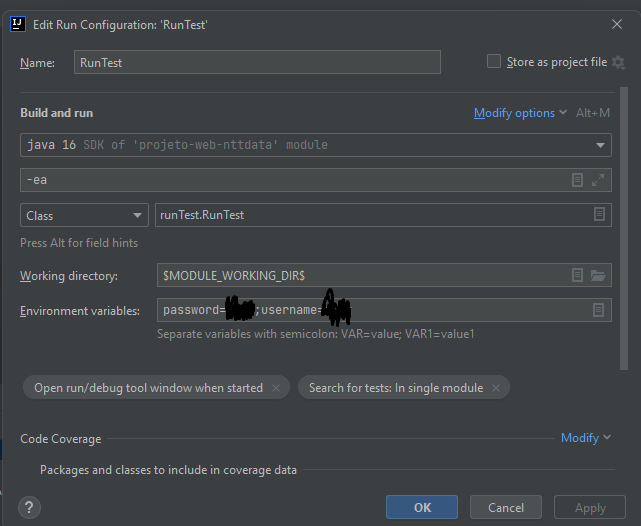 IJ
Edit Run Configuration: 'RunTest'
Name: RunTest
Store as project file
Build and run
Modify options Alt+M
java 16 SDK of 'projeto-web-nttdata' module
-ea
Class runTest.RunTest
Press Alt for field hints
Working directory: $MODULE_WORKING_DIR$
Environment variables: password= ;username=
Separate variables with semicolon: VAR=value; VAR1=value1
Open run/debug tool window when started ×
Search for tests: In single module ×
Code Coverage Modify
Packages and classes to include in coverage data
? OK Cancel Apply